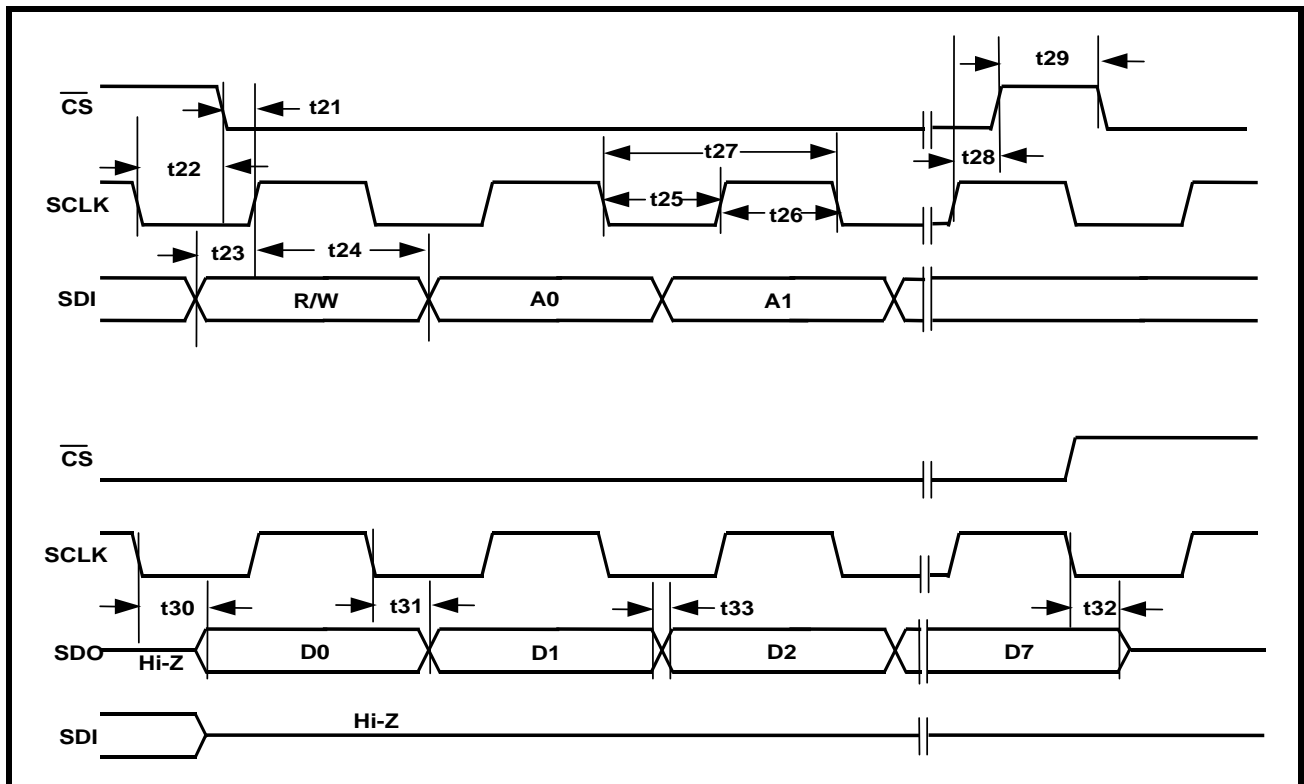 t29
CS
t21
t27
t28
t22
t25
t26
SCLK
t23
t24
SDI
R/W
A0
A1
CS
SCLK
t30
t31
t33
t32
SDO
Hi-Z
D0
D1
D2
D7
Hi-Z
SDI